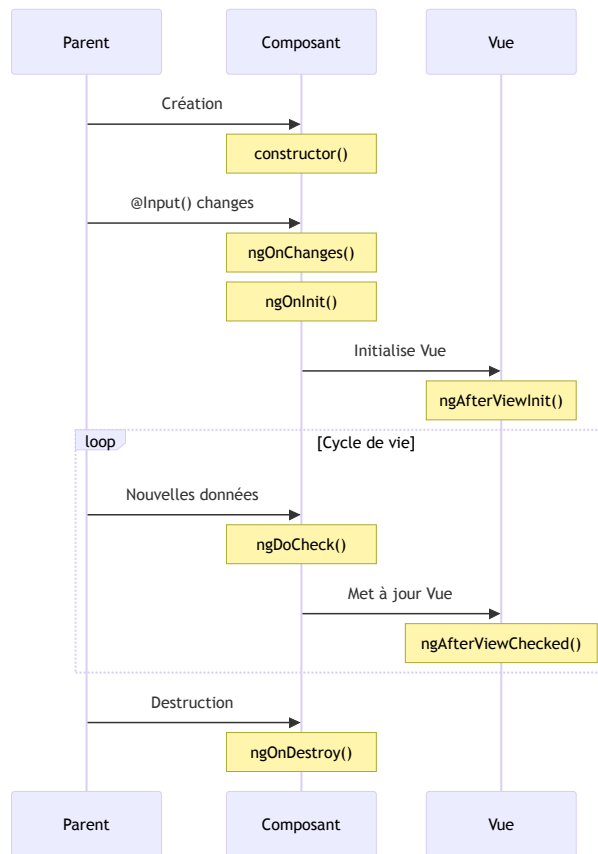 Parent Composant Vue
Création
constructor()
@Input() changes
ngOnChanges()
ngOnInit()
Initialise Vue
ngAfterViewInit()
loop [Cycle de vie]
Nouvelles données
ngDoCheck()
Met à jour Vue
ngAfterViewChecked()
Destruction
ngOnDestroy()
Parent Composant Vue